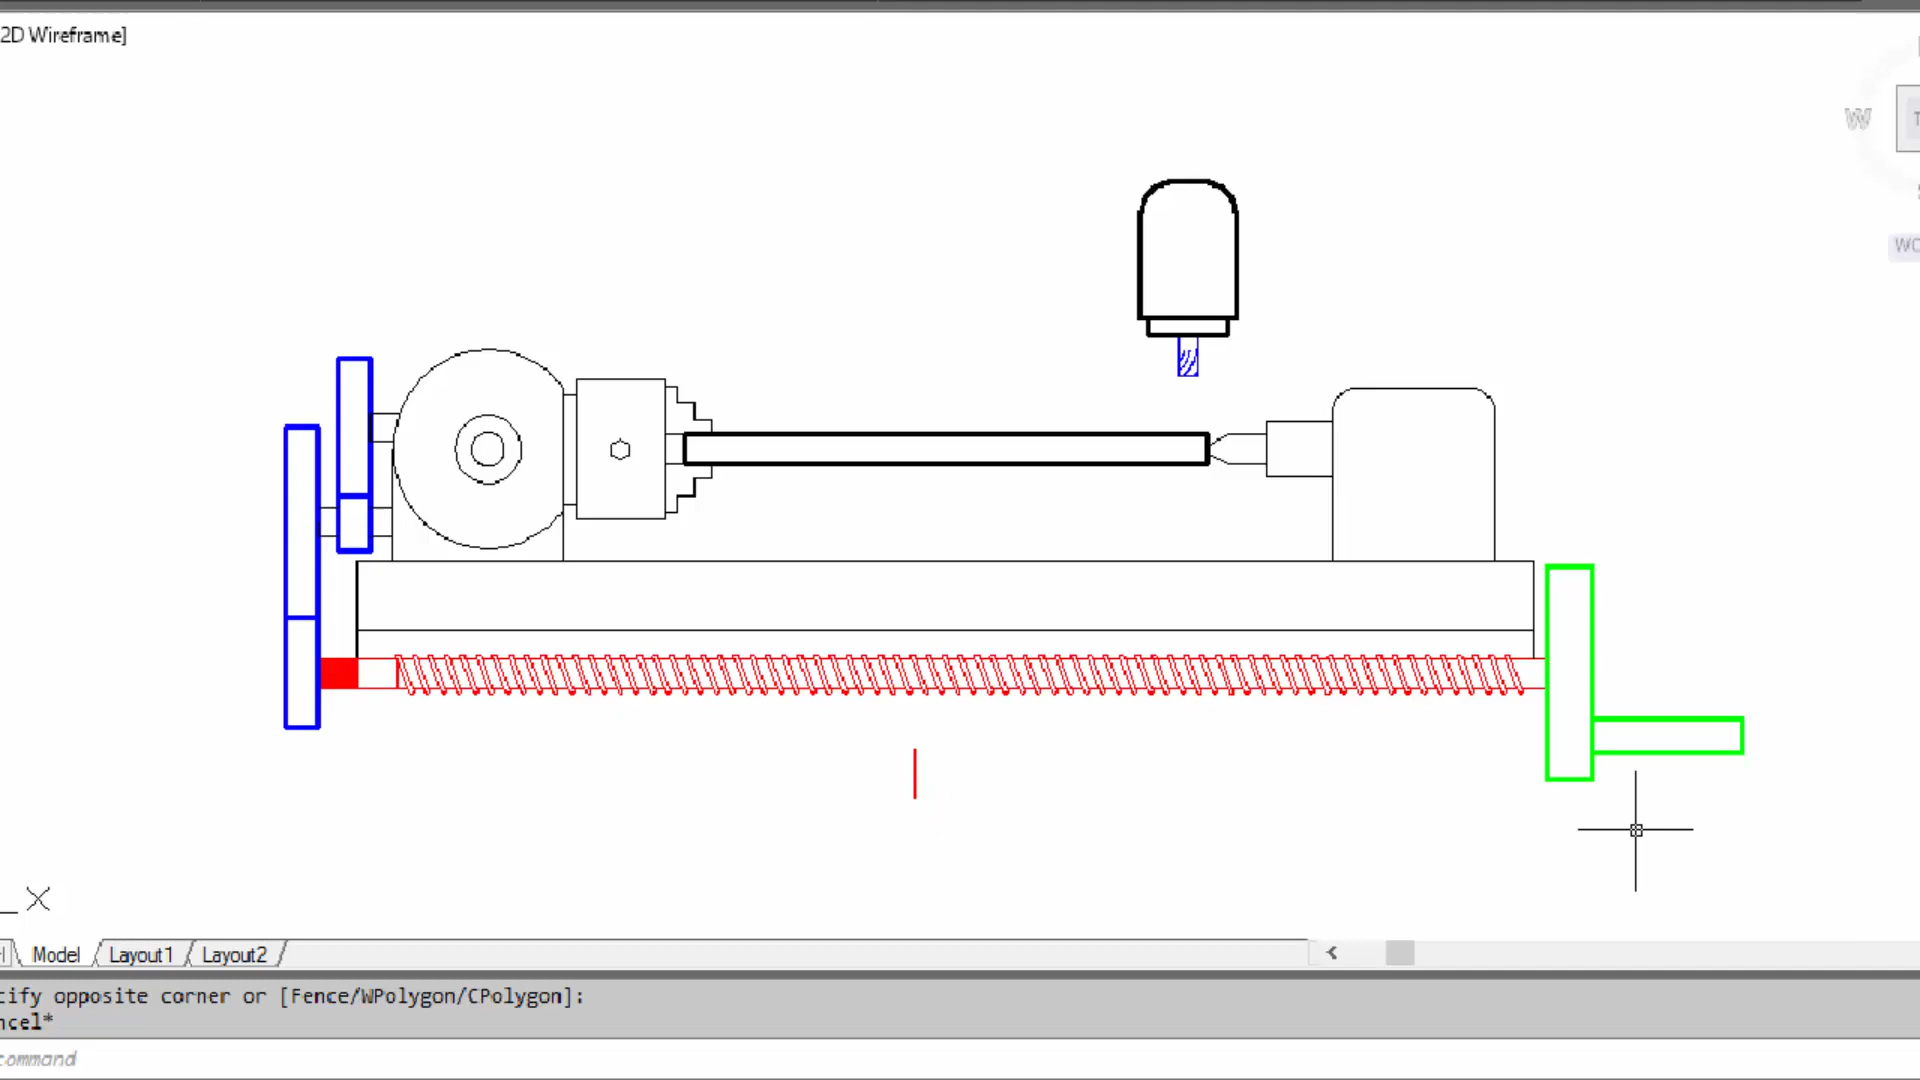 2D Wireframe]
W
WC
Model
Layout1
Layout2
cify opposite corner or [Fence/WPolygon/CPolygon]:
ncel*
command